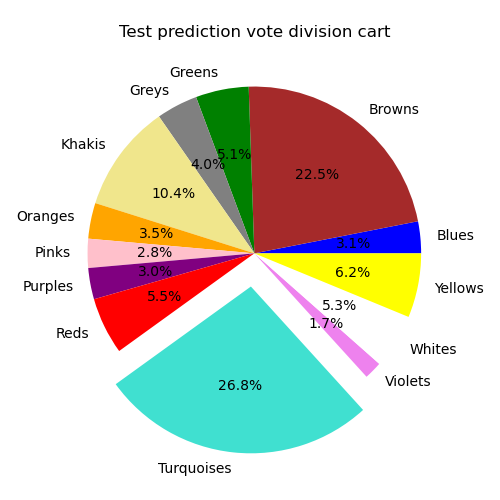 Test prediction vote division cart
Greens
Greys
Browns
5.1%
4.0%
22.5%
Khakis
10.4%
Oranges
3.5%
Blues
3.1%
Pinks
2.8%
Purples
3.0%
6.2%
Yellows
Reds
5.5%
5.3%
1.7%
Whites
Violets
26.8%
Turquoises